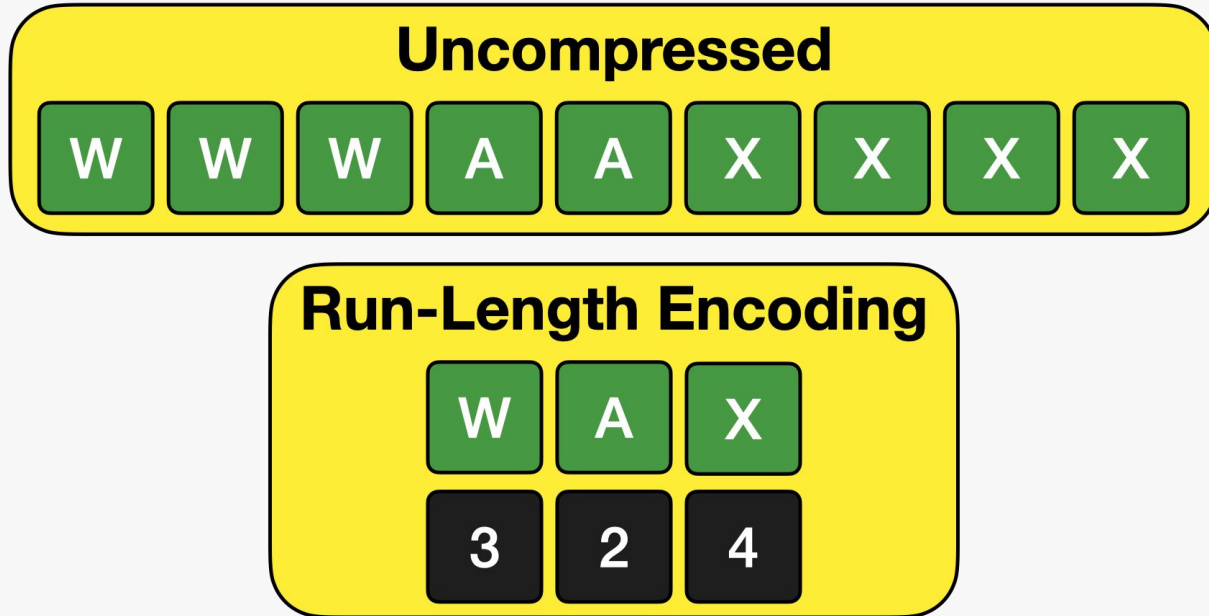 Uncompressed
W W W A A X X X X
Run-Length Encoding
W A X
3 2 4